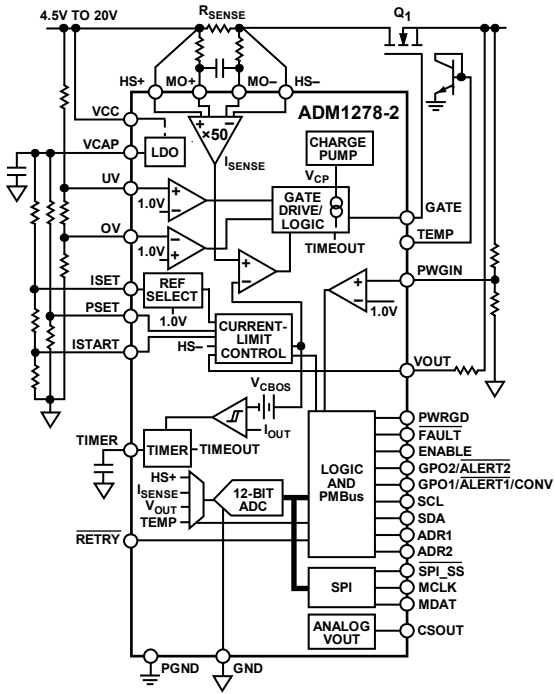 4.5V TO 20V
RSENSE
Q1
HS+
MO+
MO–
HS–
ADM1278-2
VCC
+ –
×50
VCAP
LDO
ISENSE
CHARGE
PUMP
VCP
UV
+
1.0V
–
GATE
DRIVE/
LOGIC
GATE
TIMEOUT
TEMP
OV
–
1.0V
+
+ –
PWGIN
+
–
1.0V
ISET
REF
SELECT
1.0V
PSET
CURRENT-
LIMIT
CONTROL
HS–
ISTART
VOUT
VCBOS
IOUT
TIMER
TIMER
TIMEOUT
PWRGD
FAULT
ENABLE
GPO2/ALERT2
GPO1/ALERT1/CONV
SCL
SDA
ADR1
ADR2
LOGIC
AND
PMBus
HS+
ISENSE
VOUT
TEMP
12-BIT
ADC
RETRY
SPI_SS
MCLK
MDAT
SPI
ANALOG
VOUT
CSOUT
PGND
GND